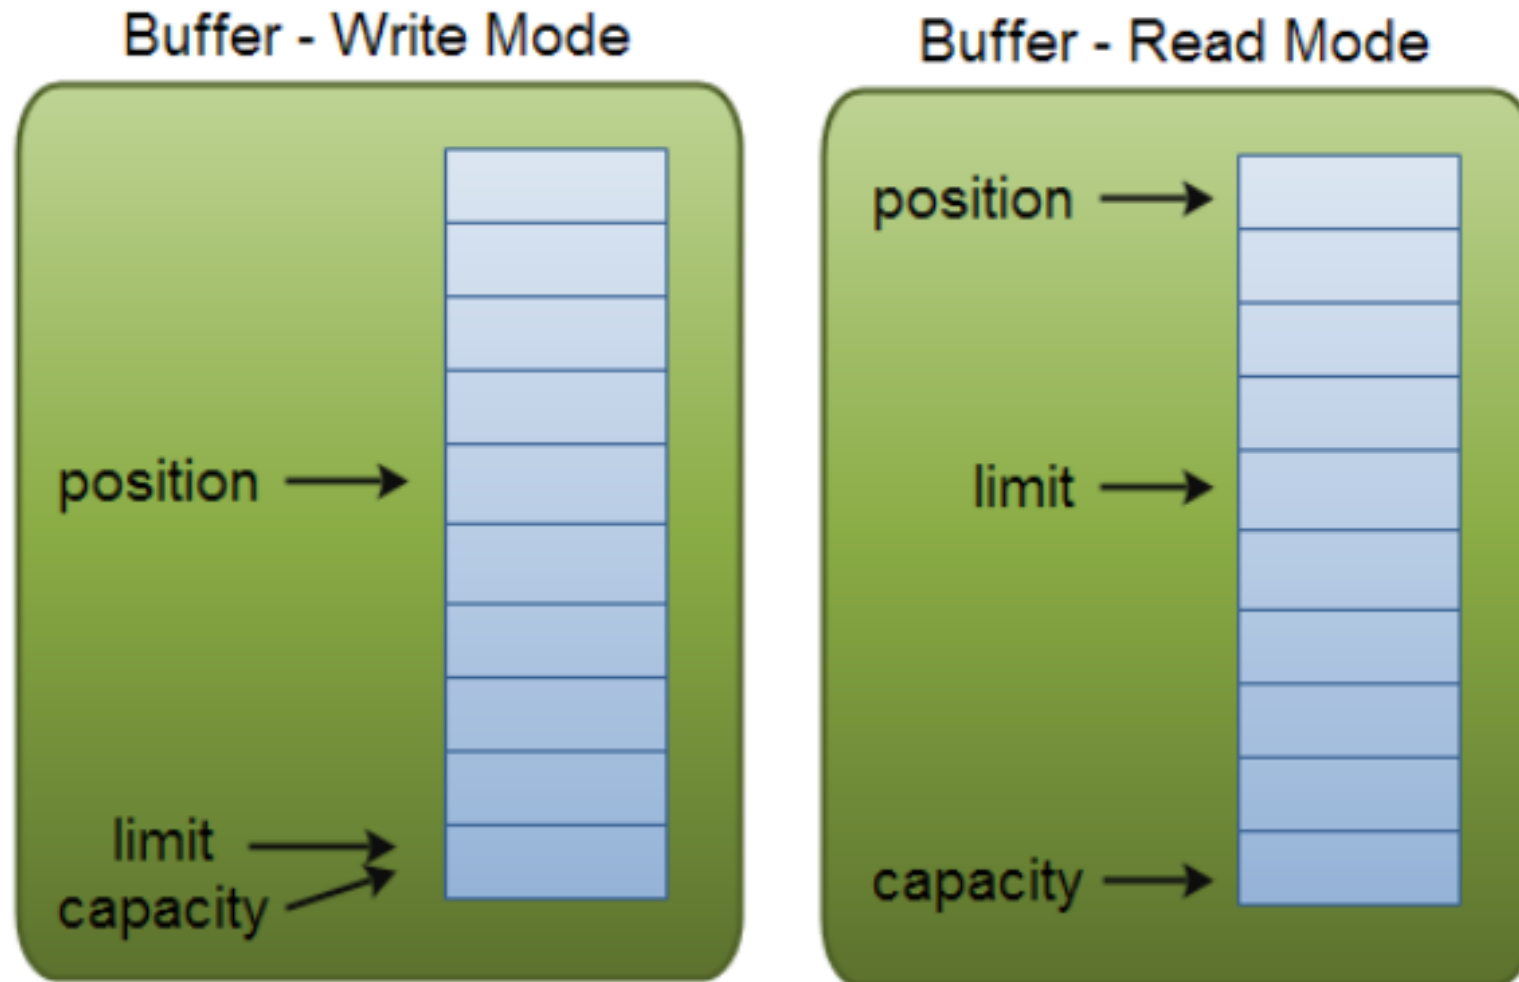 Buffer - Write Mode
position
limit
capacity
Buffer - Read Mode
position
limit
capacity